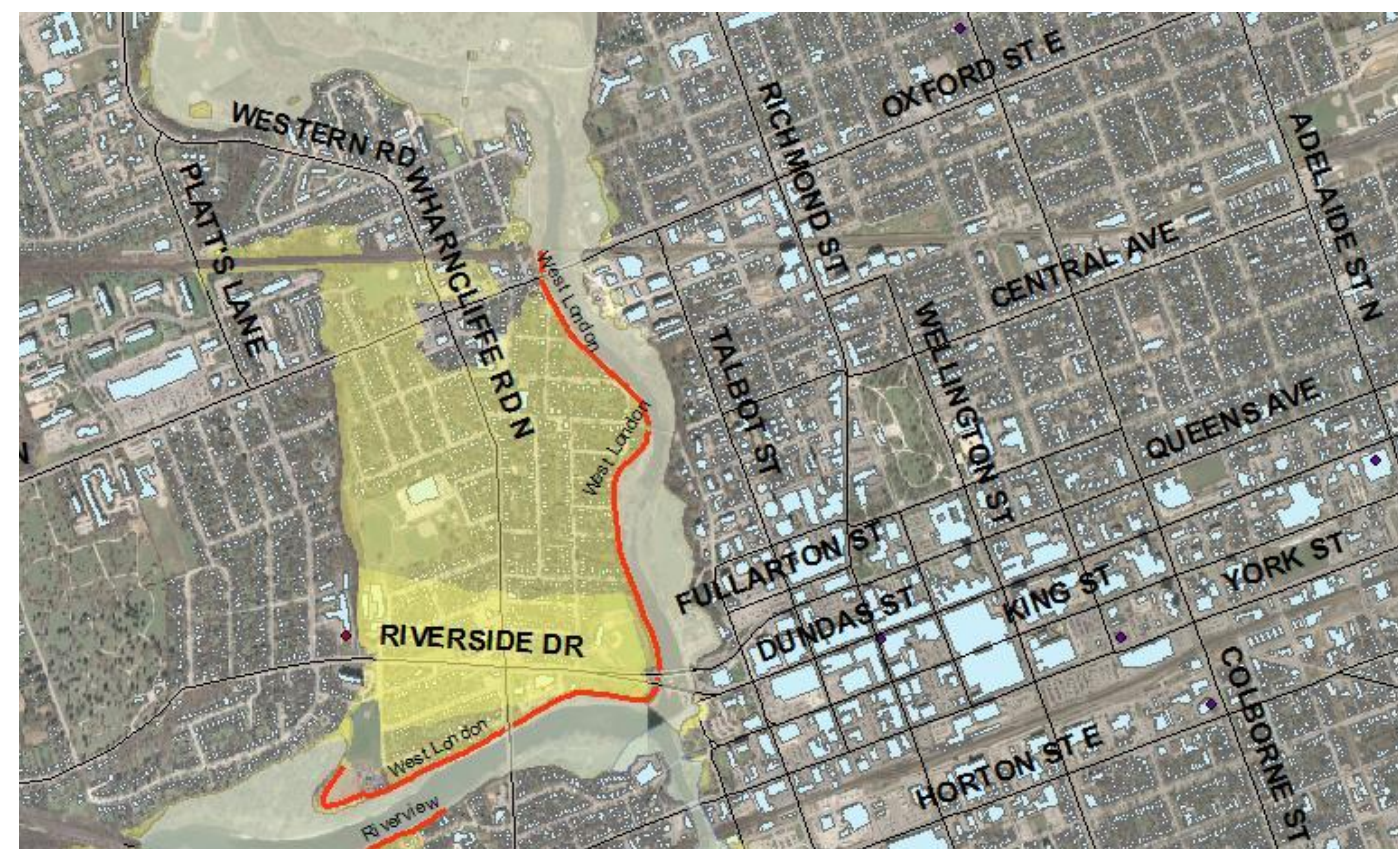 OXFORD ST E
RICHMOND ST
WESTERN RD
WHARNCLIFFE RD N
PLATT'S LANE
ADELAIDE ST N
CENTRAL AVE
West London
WELLINGTON ST
TALBOT ST
QUEENS AVE
West London
FULLARTON ST
DUNDAS ST
KING ST
YORK ST
RIVERSIDE DR
COLBORNE ST
West London
HORTON ST E
Riverview